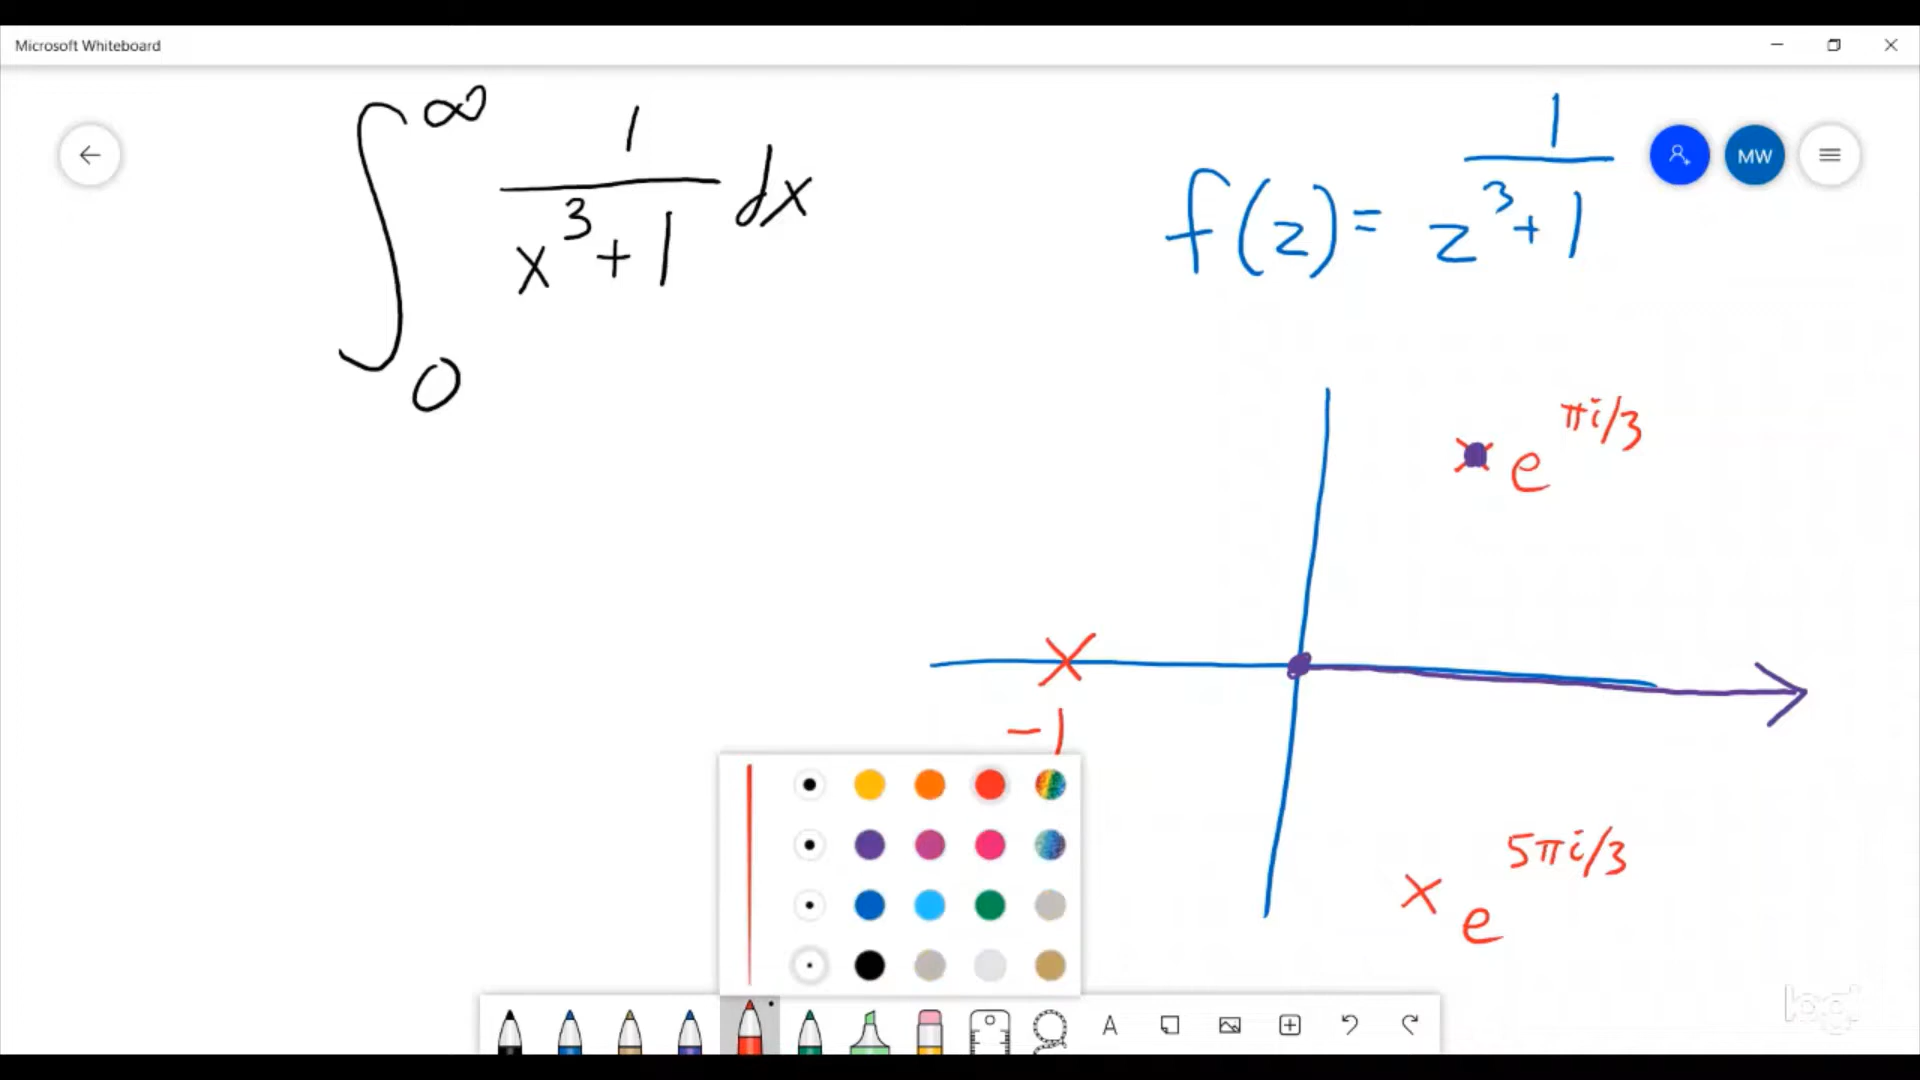 Microsoft Whiteboard
∫₀^∞ 1/(x³+1) dx
f(z) = 1/(z³+1)
MW
e^πi/3
-1
e^5πi/3
A